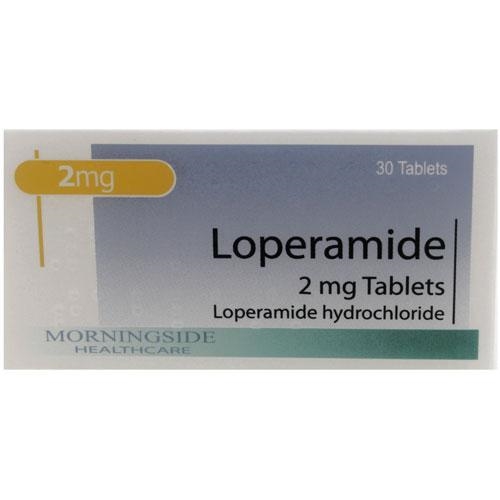 2mg
30 Tablets
Loperamide
2 mg Tablets
Loperamide hydrochloride
MORNINGSIDE
HEALTHCARE